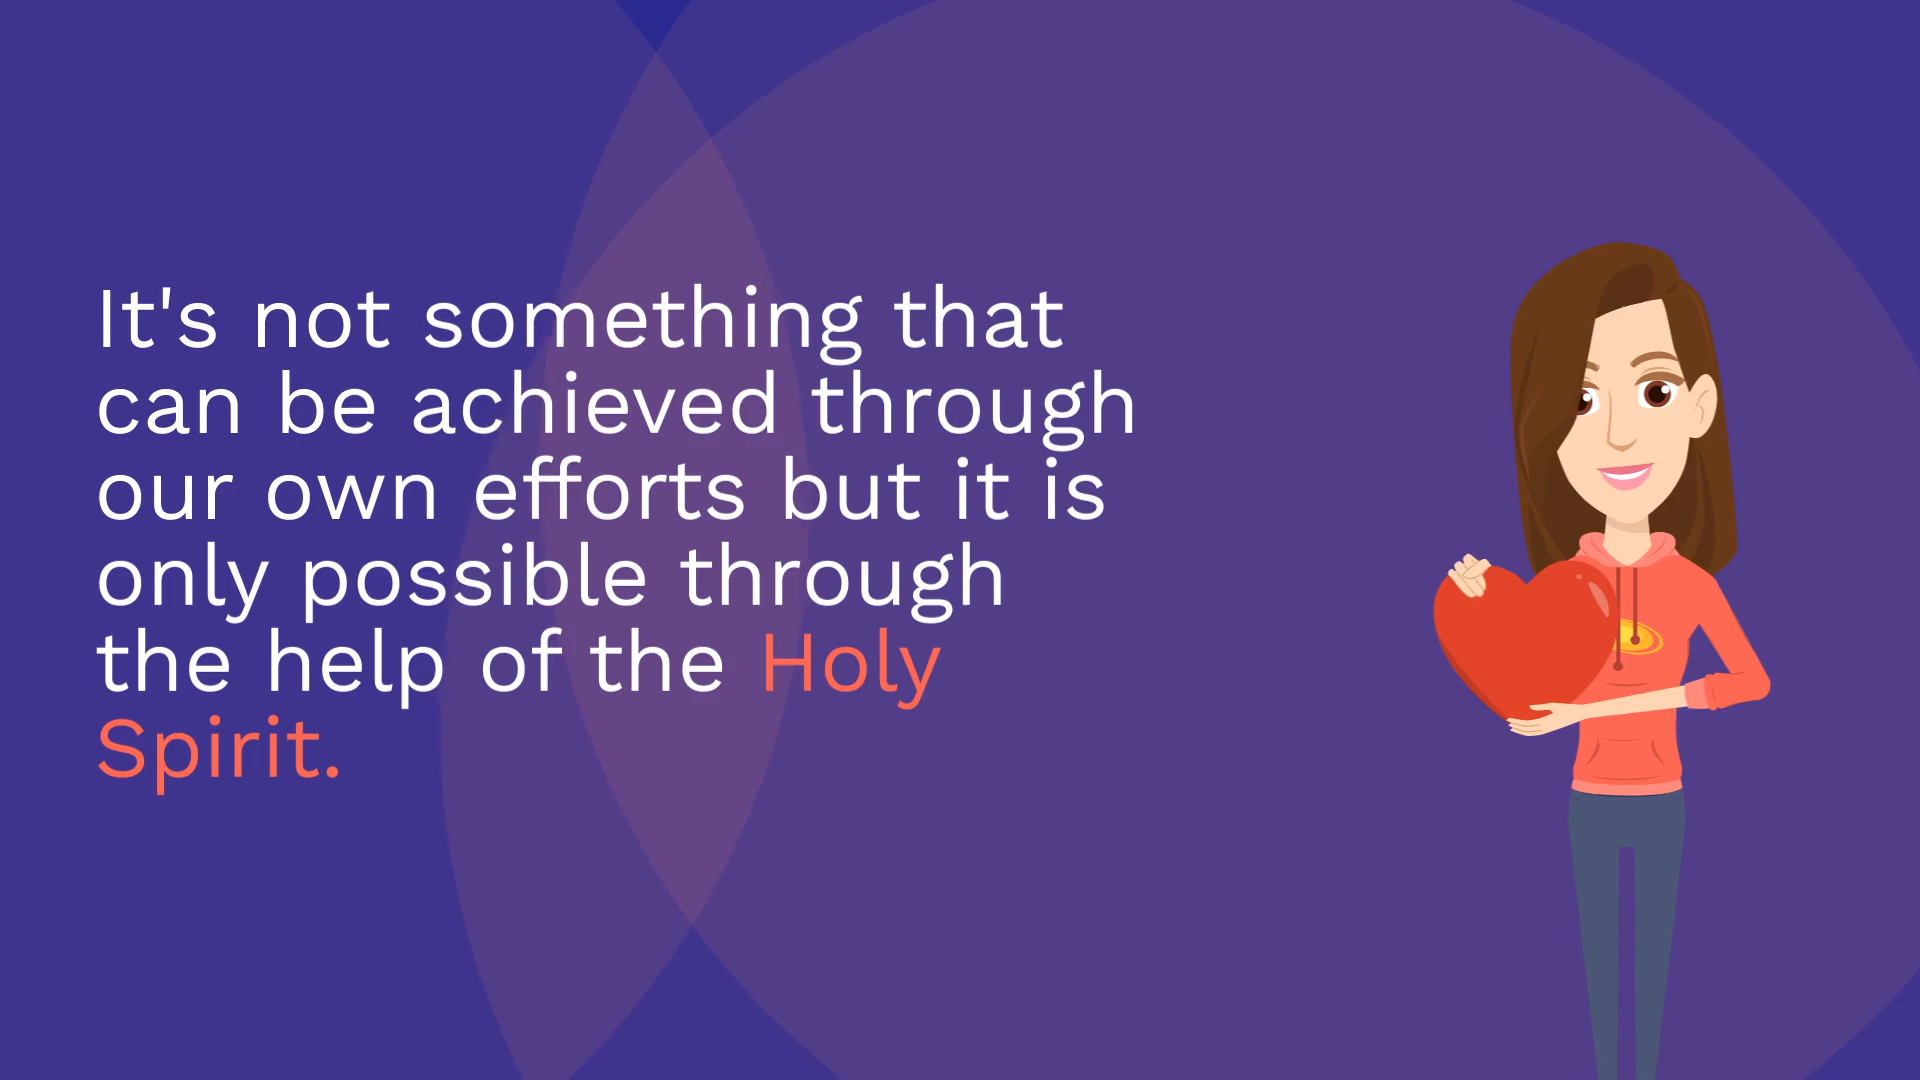 It's not something that
can be achieved through
our own efforts but it is
only possible through
the help of the Holy
Spirit.